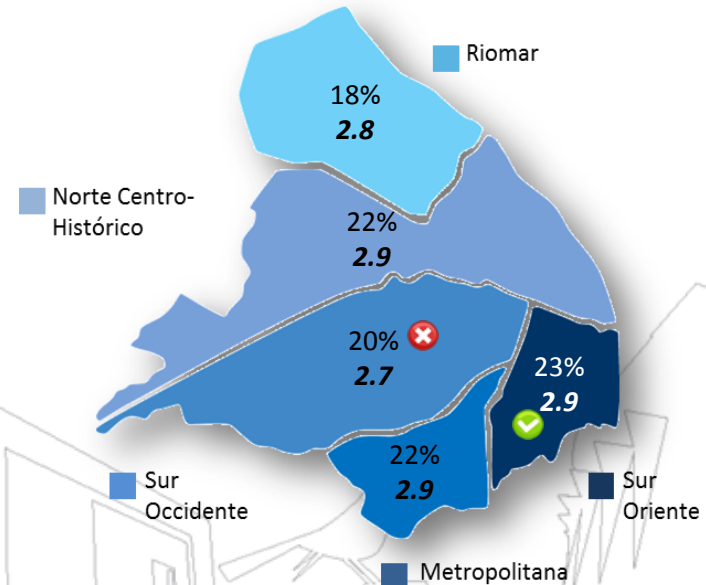 Riomar
18%
2.8
Norte Centro-
Histórico
22%
2.9
20%
2.7
23%
2.9
22%
2.9
Sur
Occidente
Sur
Oriente
Metropolitana